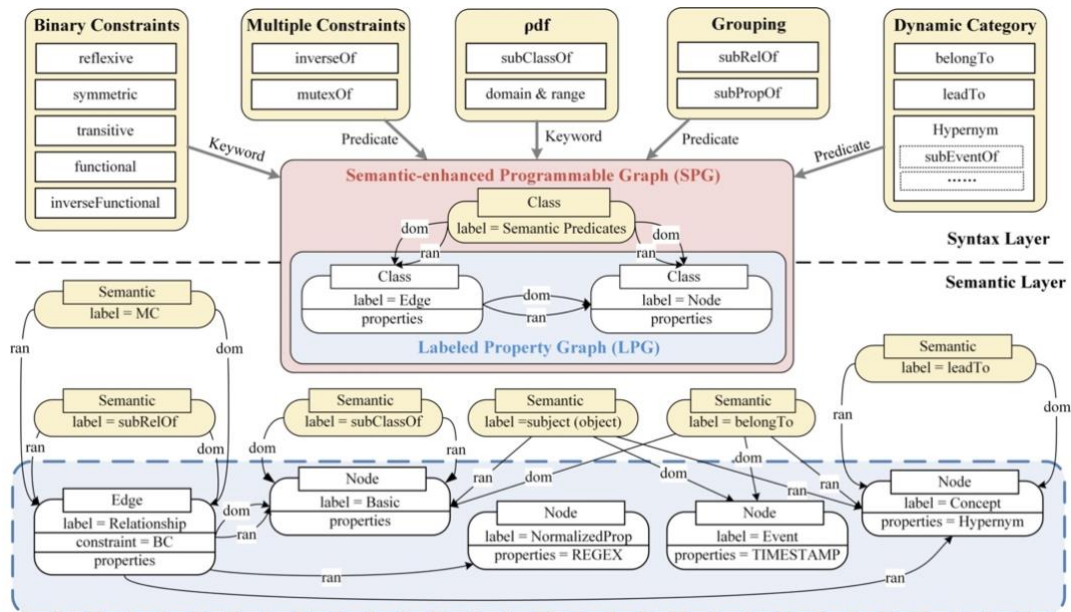 Binary Constraints
reflexive
symmetric
transitive
functional
inverseFunctional
Multiple Constraints
inverseOf
mutexOf
ρdf
subClassOf
domain & range
Grouping
subRelOf
subPropOf
Dynamic Category
belongTo
leadTo
Hypernym
subEventOf
······
Keyword
Predicate
Keyword
Predicate
Predicate
Semantic-enhanced Programmable Graph (SPG)
Class
label = Semantic Predicates
dom
ran
dom
ran
Class
label = Edge
properties
dom
ran
Class
label = Node
properties
Labeled Property Graph (LPG)
Syntax Layer
Semantic Layer
Semantic
label = MC
ran
dom
Semantic
label = subRelOf
ran
dom
Semantic
label = subClassOf
dom
ran
Semantic
label =subject (object)
ran
dom
ran
Semantic
label = belongTo
dom
dom
ran
Semantic
label = leadTo
ran
dom
Edge
label = Relationship
constraint = BC
properties
dom
ran
ran
ran
Node
label = Basic
properties
Node
label = NormalizedProp
properties = REGEX
Node
label = Event
properties = TIMESTAMP
Node
label = Concept
properties = Hypernym